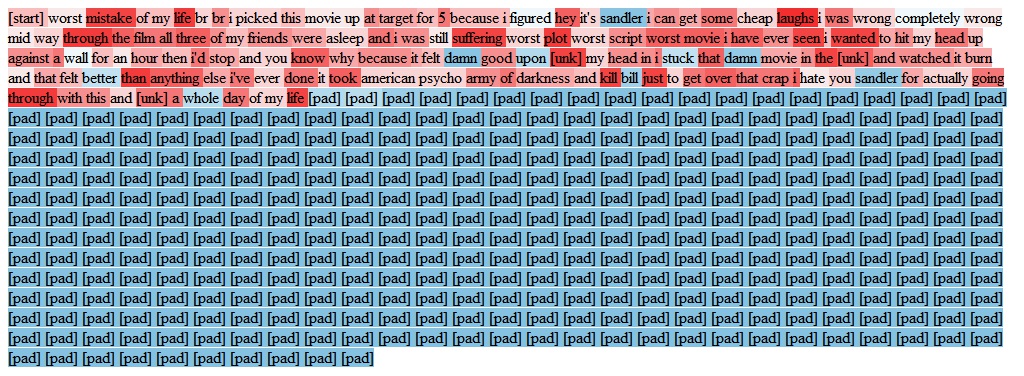 [start] worst mistake of my life br br i picked this movie up at target for 5 because i figured hey it's sandler i can get some cheap laughs i was wrong completely wrong
mid way through the film all three of my friends were asleep and i was still suffering worst plot worst script worst movie i have ever seen i wanted to hit my head up
against a wall for an hour then i'd stop and you know why because it felt damn good upon [unk] my head in i stuck that damn movie in the [unk] and watched it burn
and that felt better than anything else i've ever done it took american psycho army of darkness and kill bill just to get over that crap i hate you sandler for actually going
through with this and [unk] a whole day of my life [pad] [pad] [pad] [pad] [pad] [pad] [pad] [pad] [pad] [pad] [pad] [pad] [pad] [pad] [pad] [pad] [pad] [pad] [pad]
[pad] [pad] [pad] [pad] [pad] [pad] [pad] [pad] [pad] [pad] [pad] [pad] [pad] [pad] [pad] [pad] [pad] [pad] [pad] [pad] [pad] [pad] [pad] [pad] [pad] [pad] [pad]
[pad] [pad] [pad] [pad] [pad] [pad] [pad] [pad] [pad] [pad] [pad] [pad] [pad] [pad] [pad] [pad] [pad] [pad] [pad] [pad] [pad] [pad] [pad] [pad] [pad] [pad] [pad]
[pad] [pad] [pad] [pad] [pad] [pad] [pad] [pad] [pad] [pad] [pad] [pad] [pad] [pad] [pad] [pad] [pad] [pad] [pad] [pad] [pad] [pad] [pad] [pad] [pad] [pad] [pad]
[pad] [pad] [pad] [pad] [pad] [pad] [pad] [pad] [pad] [pad] [pad] [pad] [pad] [pad] [pad] [pad] [pad] [pad] [pad] [pad] [pad] [pad] [pad] [pad] [pad] [pad] [pad]
[pad] [pad] [pad] [pad] [pad] [pad] [pad] [pad] [pad] [pad] [pad] [pad] [pad] [pad] [pad] [pad] [pad] [pad] [pad] [pad] [pad] [pad] [pad] [pad] [pad] [pad] [pad]
[pad] [pad] [pad] [pad] [pad] [pad] [pad] [pad] [pad] [pad] [pad] [pad] [pad] [pad] [pad] [pad] [pad] [pad] [pad] [pad] [pad] [pad] [pad] [pad] [pad] [pad] [pad]
[pad] [pad] [pad] [pad] [pad] [pad] [pad] [pad] [pad] [pad] [pad] [pad] [pad] [pad] [pad] [pad] [pad] [pad] [pad] [pad] [pad] [pad] [pad] [pad] [pad] [pad] [pad]
[pad] [pad] [pad] [pad] [pad] [pad] [pad] [pad] [pad] [pad] [pad] [pad] [pad] [pad] [pad] [pad] [pad] [pad] [pad] [pad] [pad] [pad] [pad] [pad] [pad] [pad] [pad]
[pad] [pad] [pad] [pad] [pad] [pad] [pad] [pad] [pad] [pad] [pad] [pad] [pad] [pad] [pad] [pad] [pad] [pad] [pad] [pad] [pad] [pad] [pad] [pad] [pad] [pad] [pad]
[pad] [pad] [pad] [pad] [pad] [pad] [pad] [pad] [pad] [pad] [pad] [pad] [pad] [pad] [pad] [pad] [pad] [pad] [pad] [pad] [pad] [pad] [pad] [pad] [pad] [pad] [pad]
[pad] [pad] [pad] [pad] [pad] [pad] [pad] [pad] [pad] [pad] [pad] [pad] [pad] [pad] [pad] [pad] [pad] [pad] [pad] [pad] [pad] [pad] [pad] [pad] [pad] [pad] [pad]
[pad] [pad] [pad] [pad] [pad] [pad] [pad] [pad] [pad] [pad] [pad] [pad] [pad] [pad] [pad] [pad] [pad] [pad] [pad] [pad] [pad] [pad] [pad] [pad] [pad] [pad] [pad]
[pad] [pad] [pad] [pad] [pad] [pad] [pad] [pad] [pad] [pad]